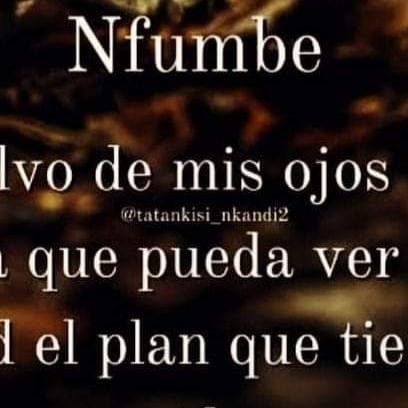 Nfumbe
lvo de mis ojos
@tatankisi_nkandi2
que pueda ver
el plan que tie